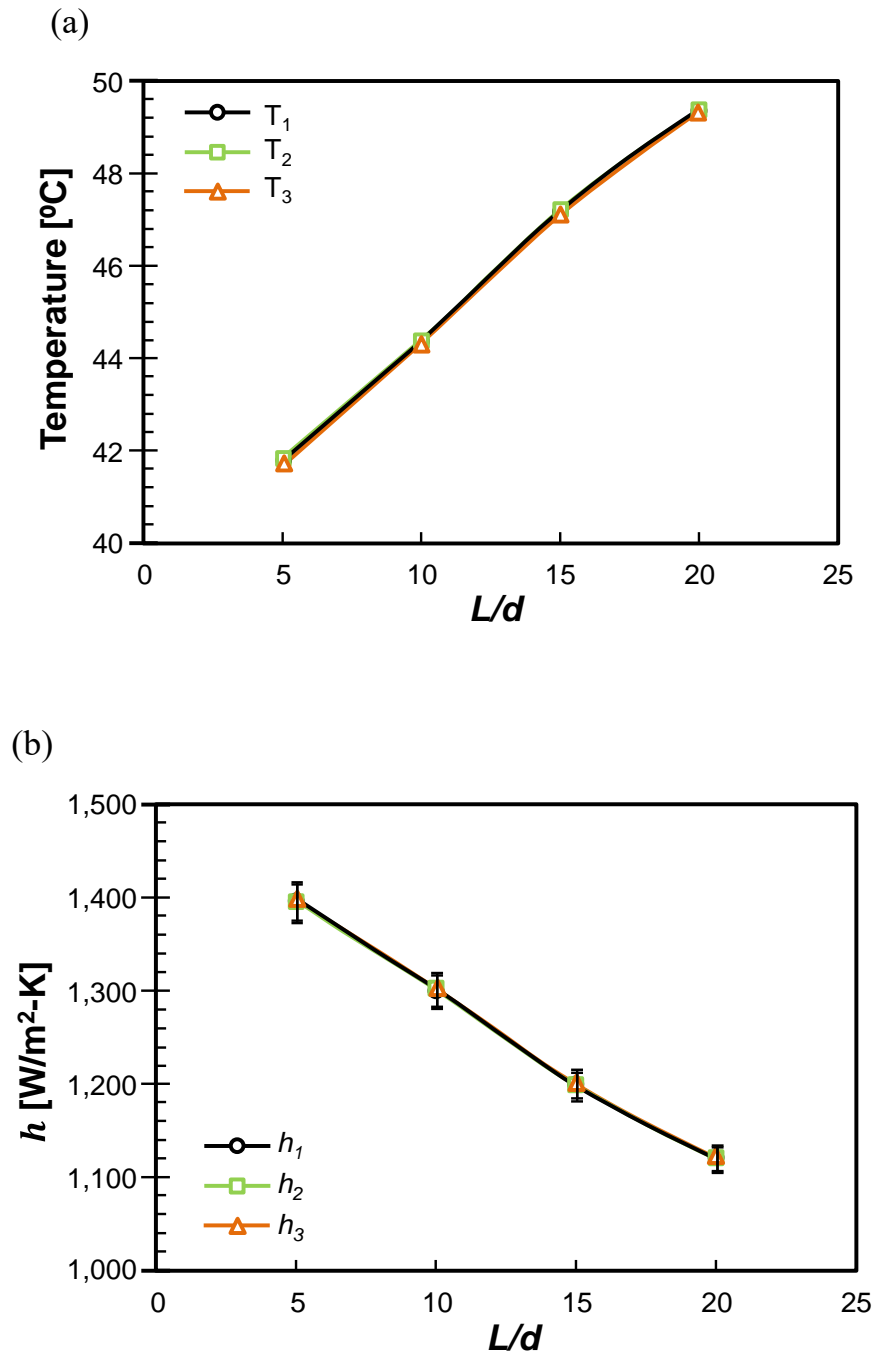 (a)
50
48
46
44
42
40
Temperature [ºC]
T1
T2
T3
0 5 10 15 20 25
L/d
(b)
1,500
1,400
1,300
1,200
1,100
1,000
h [W/m²-K]
h1
h2
h3
0 5 10 15 20 25
L/d